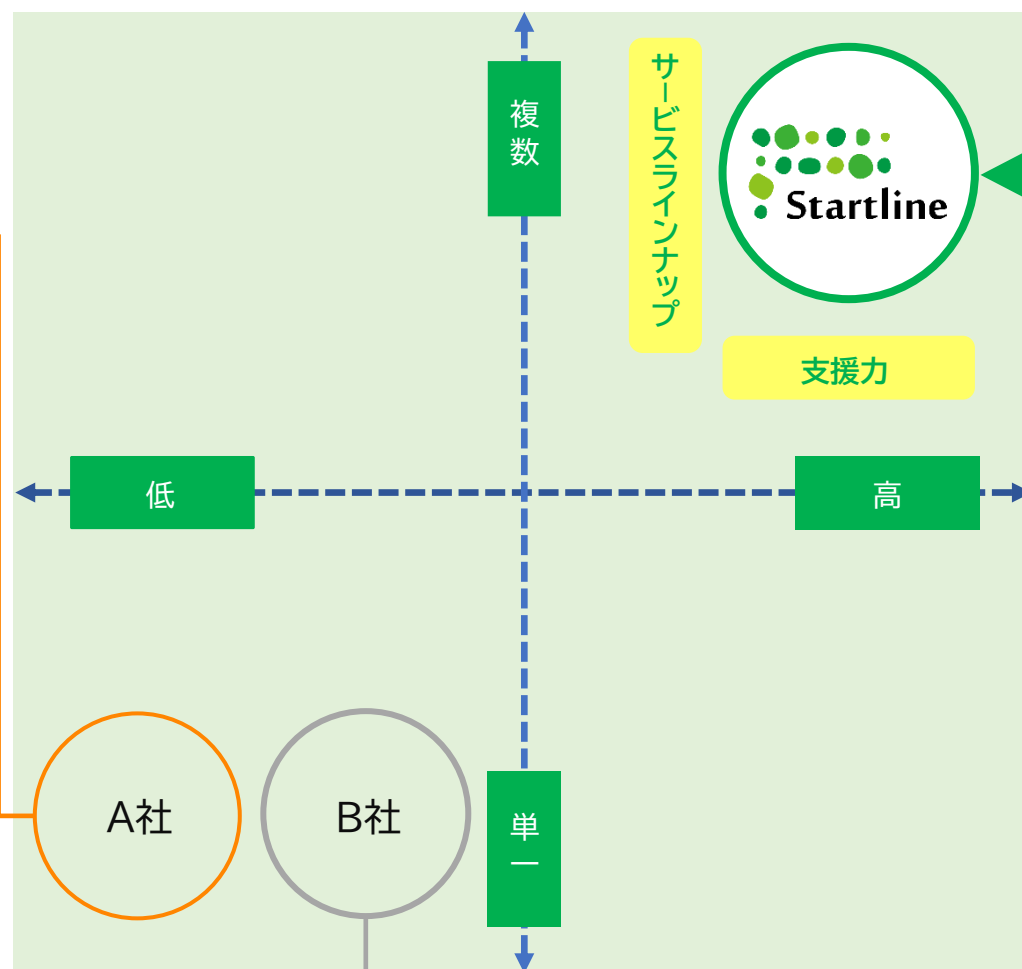 複数
サービスラインナップ
Startline
支援力
低
高
A社
B社
単一